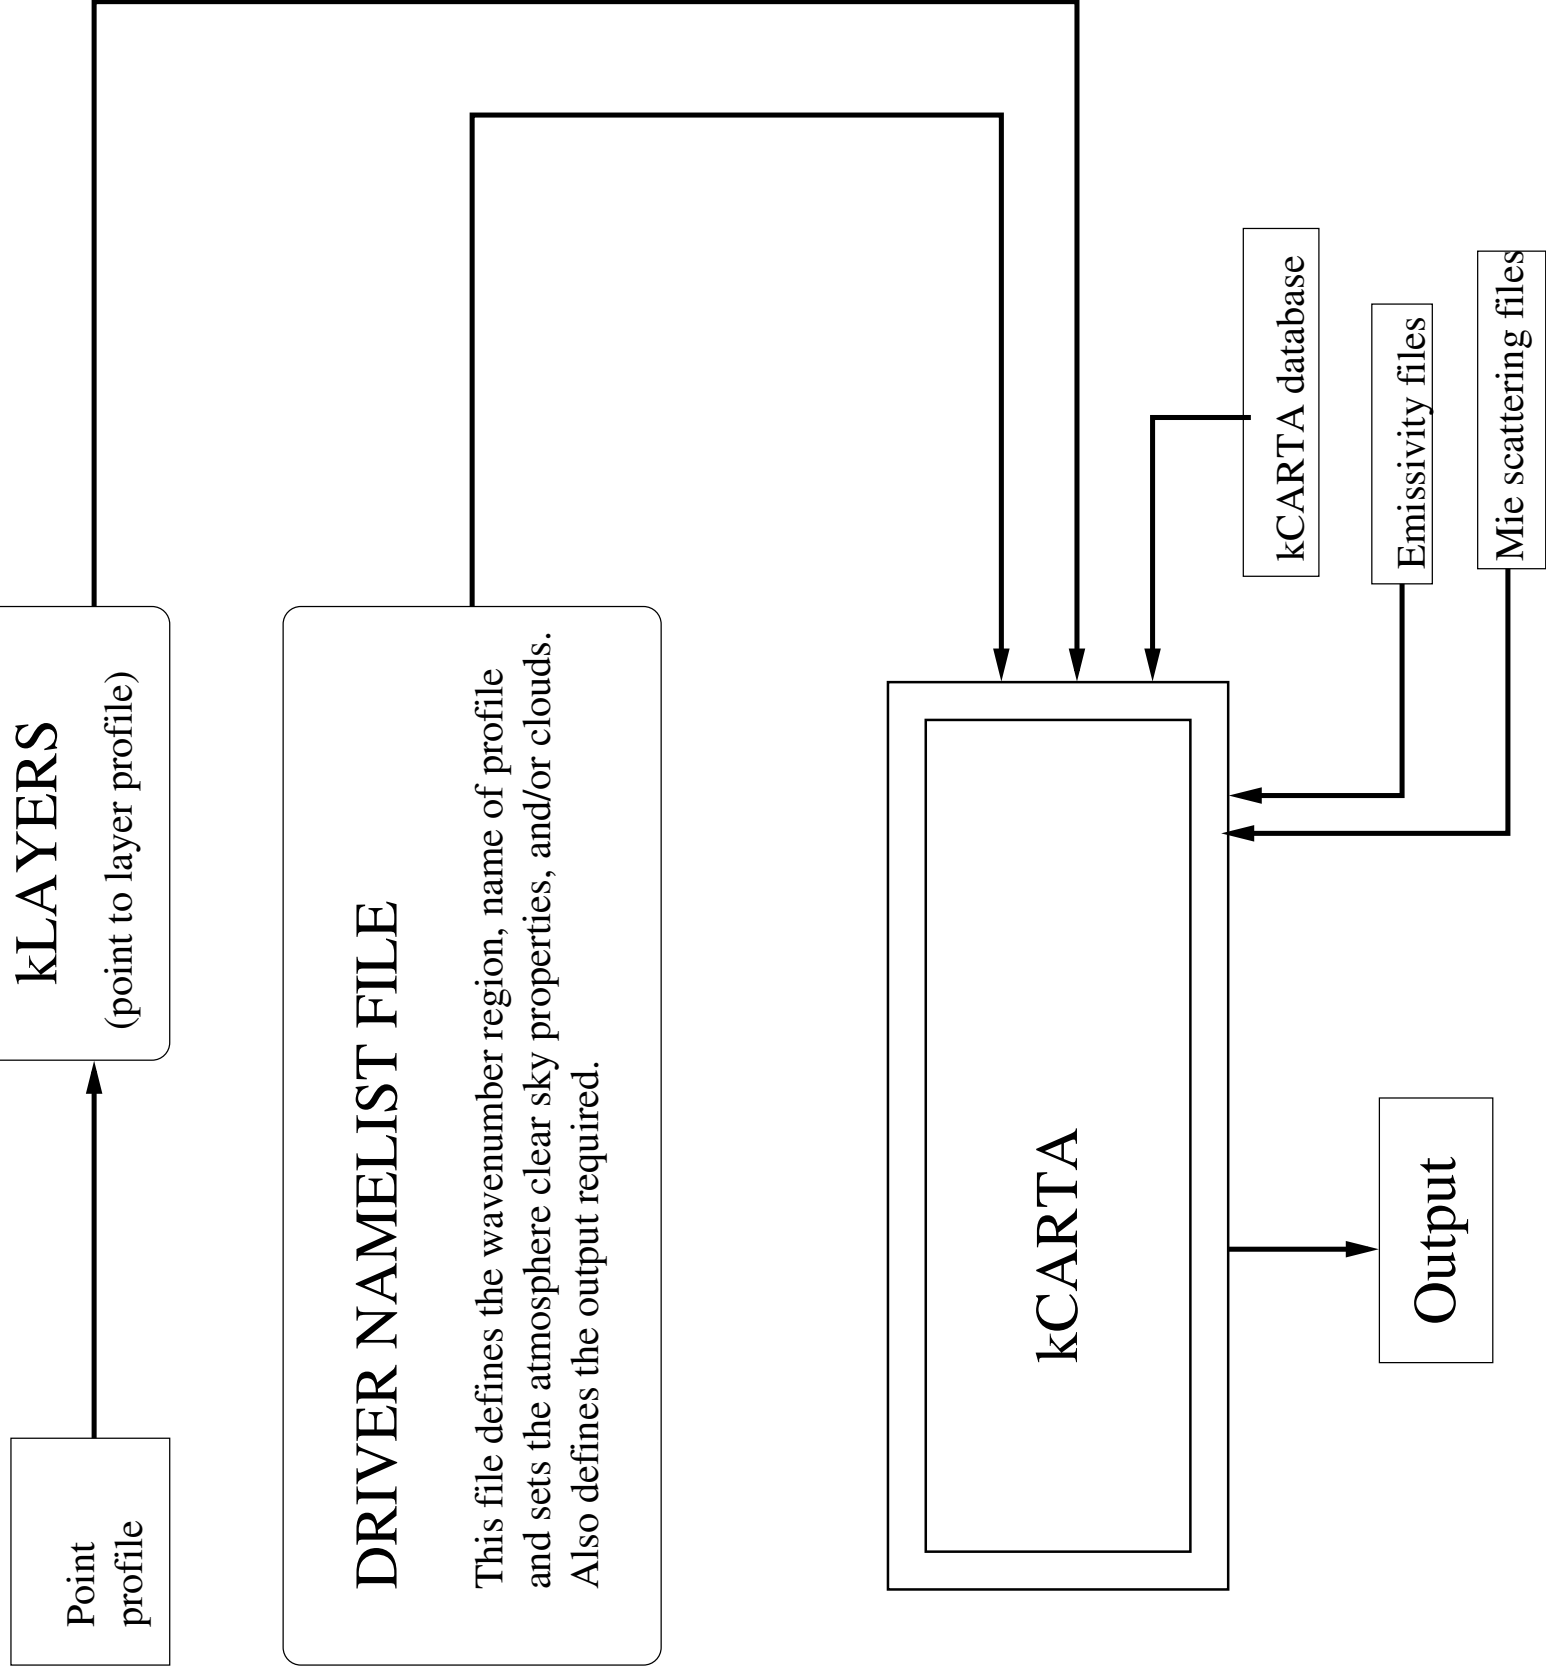 Point
profile
kLAYERS
(point to layer profile)
DRIVER NAMELIST FILE
This file defines the wavenumber region, name of profile
and sets the atmosphere clear sky properties, and/or clouds.
Also defines the output required.
kCARTA
kCARTA database
Emissivity files
Mie scattering files
Output